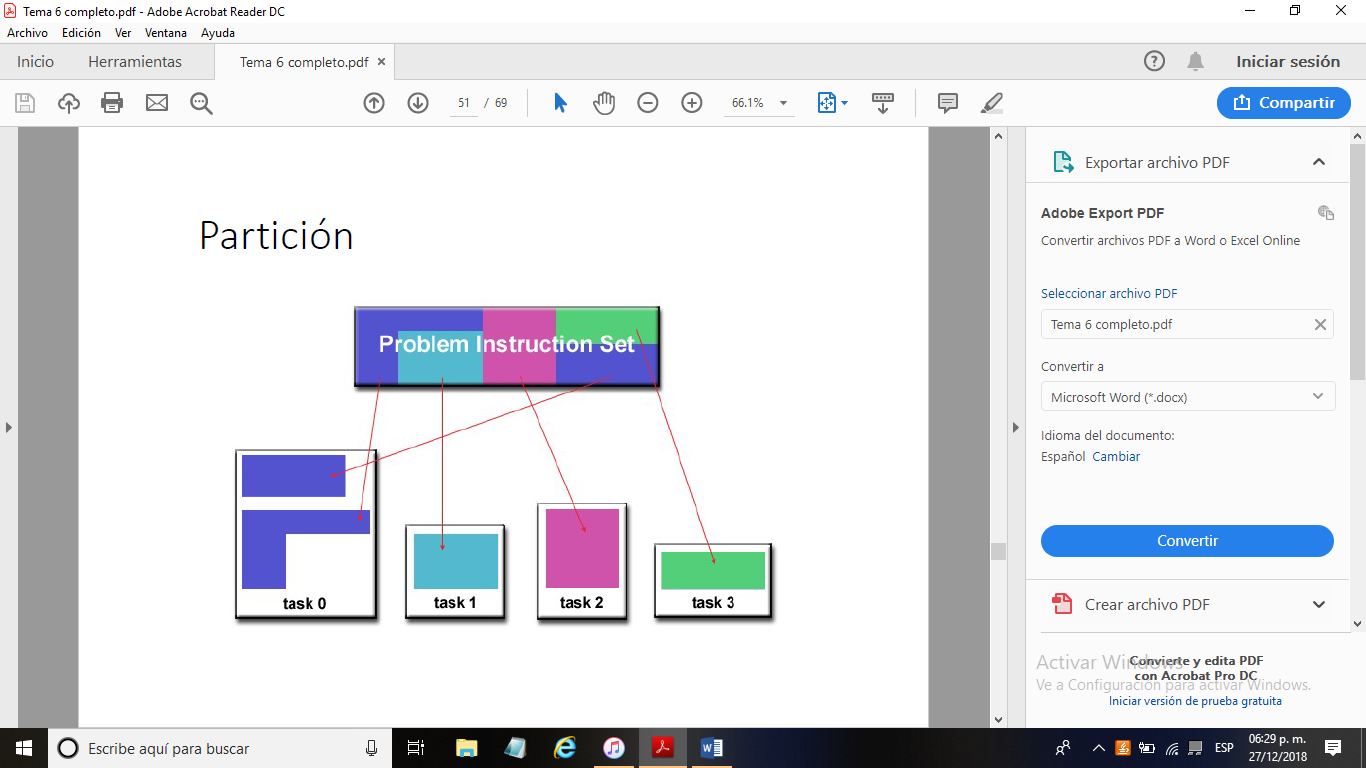 Tema 6 completo.pdf - Adobe Acrobat Reader DC
Archivo Edición Ver Ventana Ayuda
Inicio Herramientas Tema 6 completo.pdf × Iniciar sesión
51 / 69 66.1% Compartir
Partición
Problem Instruction Set
task 0 task 1 task 2 task 3
Exportar archivo PDF
Adobe Export PDF
Convertir archivos PDF a Word o Excel Online
Seleccionar archivo PDF
Tema 6 completo.pdf
Convertir a
Microsoft Word (*.docx)
Idioma del documento:
Español Cambiar
Convertir
Crear archivo PDF
Activar Windows
Ve a Configuración para activar Windows.
Convierte y edita PDF
con Acrobat Pro DC
Iniciar versión de prueba gratuita
Escribe aquí para buscar
ESP
06:29 p. m.
27/12/2018